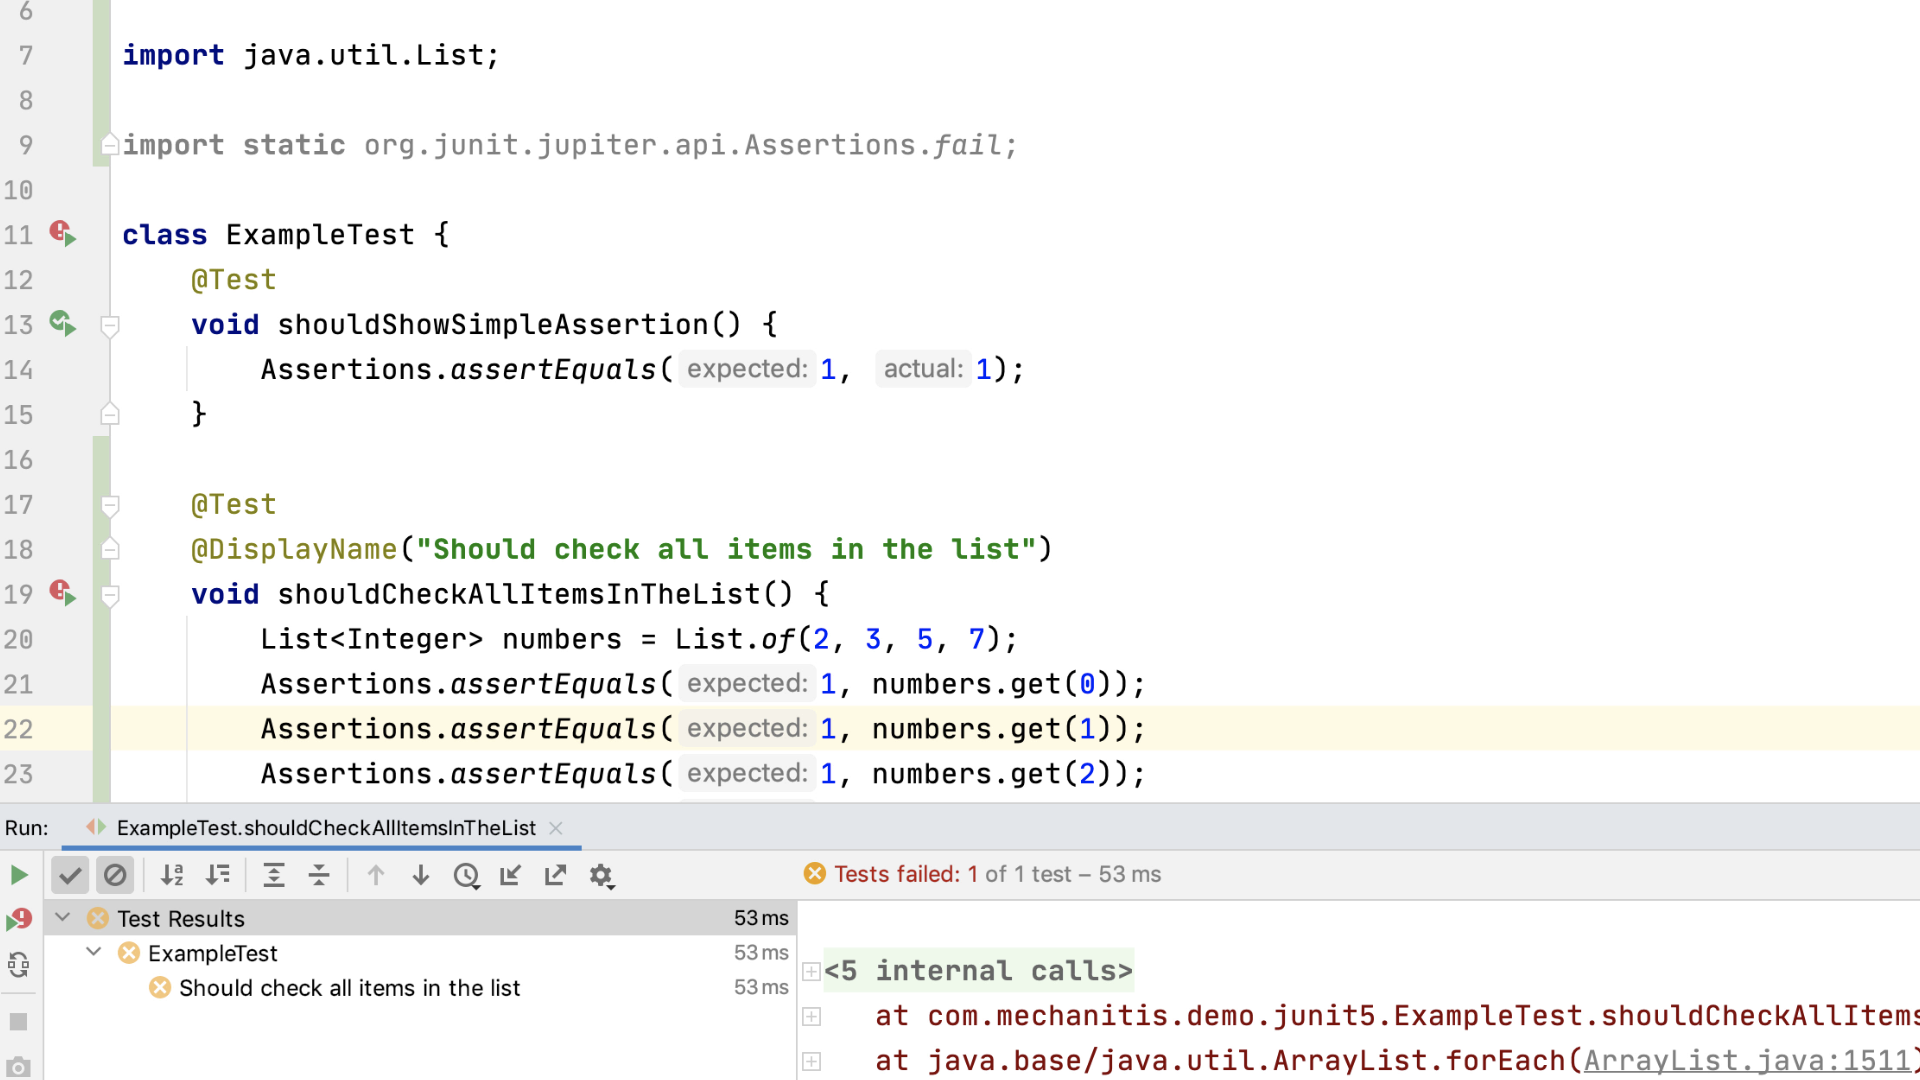 6
7 import java.util.List;
8
9 import static org.junit.jupiter.api.Assertions.fail;
10
11 class ExampleTest {
12 @Test
13 void shouldShowSimpleAssertion() {
14 Assertions.assertEquals( expected: 1, actual: 1);
15 }
16
17 @Test
18 @DisplayName("Should check all items in the list")
19 void shouldCheckAllItemsInTheList() {
20 List<Integer> numbers = List.of(2, 3, 5, 7);
21 Assertions.assertEquals( expected: 1, numbers.get(0));
22 Assertions.assertEquals( expected: 1, numbers.get(1));
23 Assertions.assertEquals( expected: 1, numbers.get(2));
Run: ExampleTest.shouldCheckAllItemsInTheList
Tests failed: 1 of 1 test – 53 ms
Test Results 53 ms
ExampleTest 53 ms
Should check all items in the list 53 ms
<5 internal calls>
at com.mechanitis.demo.junit5.ExampleTest.shouldCheckAllItems
at java.base/java.util.ArrayList.forEach(ArrayList.java:1511)